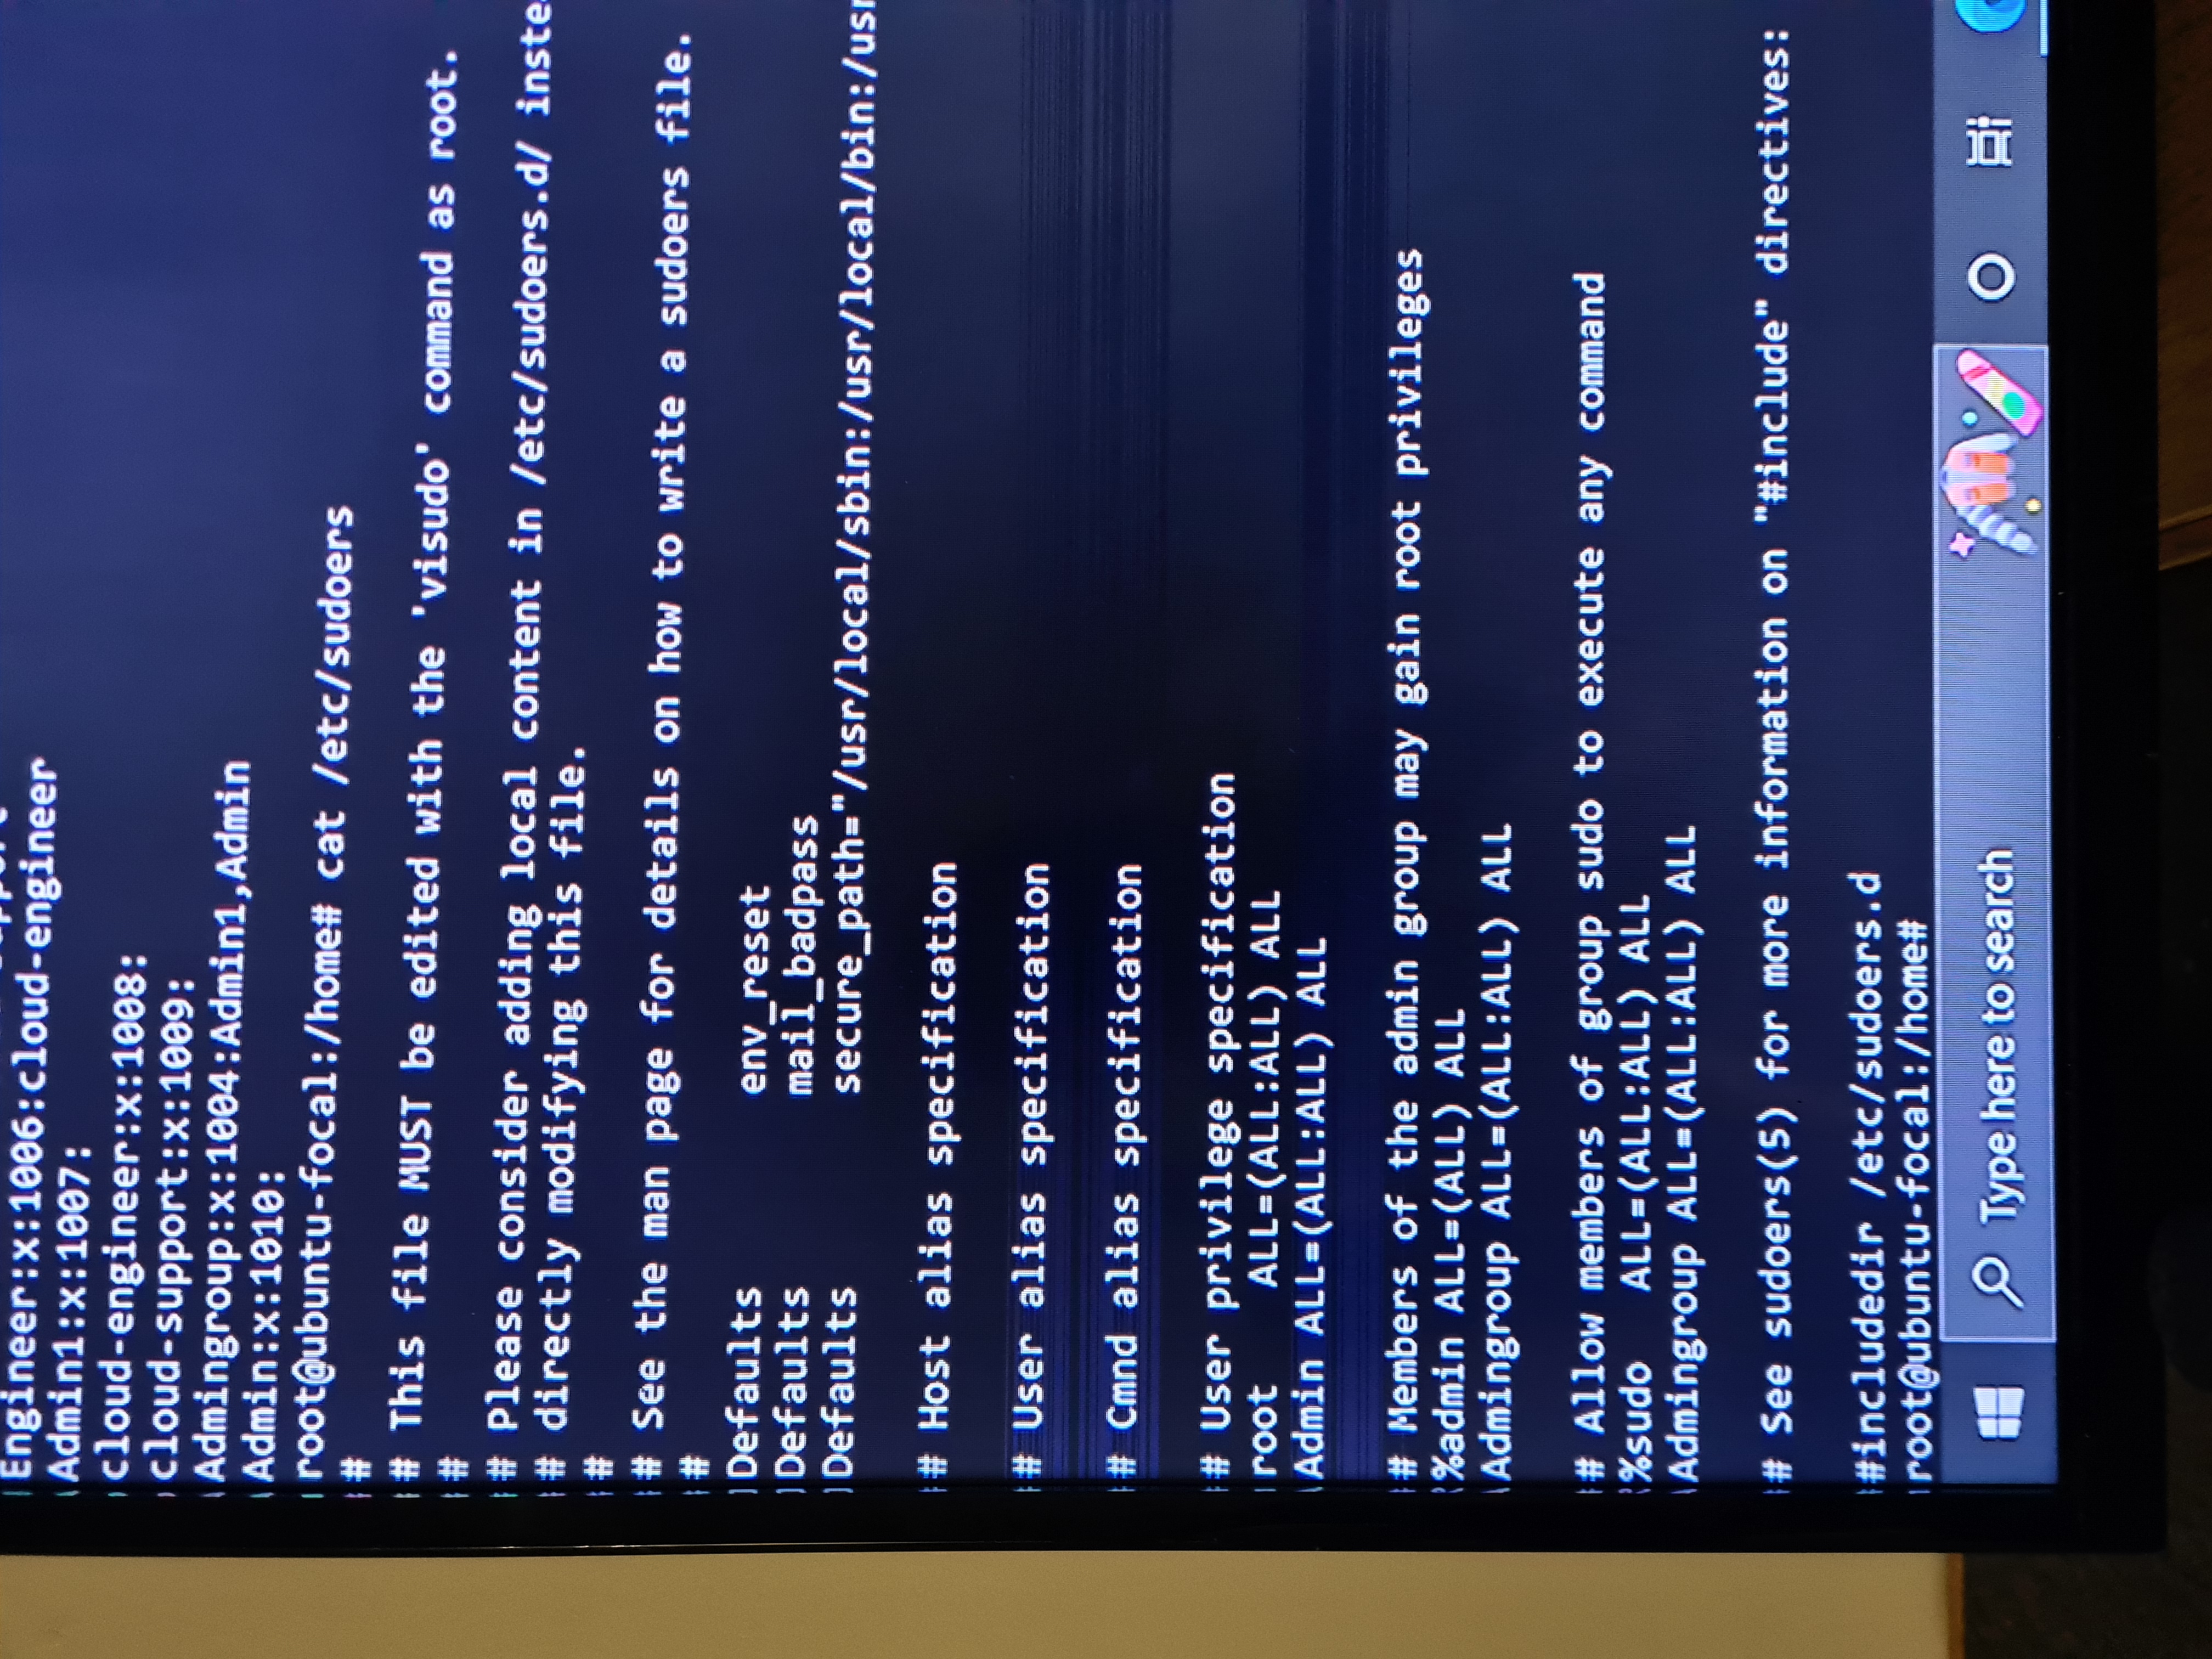 Engineer:x:1006:cloud-engineer
Admin1:x:1007:
cloud-engineer:x:1008:
cloud-support:x:1009:
Admingroup:x:1004:Admin1,Admin
Admin:x:1010:
root@ubuntu-focal:/home# cat /etc/sudoers
#
# This file MUST be edited with the 'visudo' command as root.
#
# Please consider adding local content in /etc/sudoers.d/ inste
# directly modifying this file.
#
# See the man page for details on how to write a sudoers file.
#
Defaults env_reset
Defaults mail_badpass
Defaults secure_path="/usr/local/sbin:/usr/local/bin:/usr
# Host alias specification
# User alias specification
# Cmnd alias specification
# User privilege specification
root ALL=(ALL:ALL) ALL
Admin ALL=(ALL:ALL) ALL
# Members of the admin group may gain root privileges
%admin ALL=(ALL) ALL
Admingroup ALL=(ALL:ALL) ALL
# Allow members of group sudo to execute any command
%sudo ALL=(ALL:ALL) ALL
Admingroup ALL=(ALL:ALL) ALL
# See sudoers(5) for more information on "#include" directives:
#includedir /etc/sudoers.d
root@ubuntu-focal:/home#
Type here to search